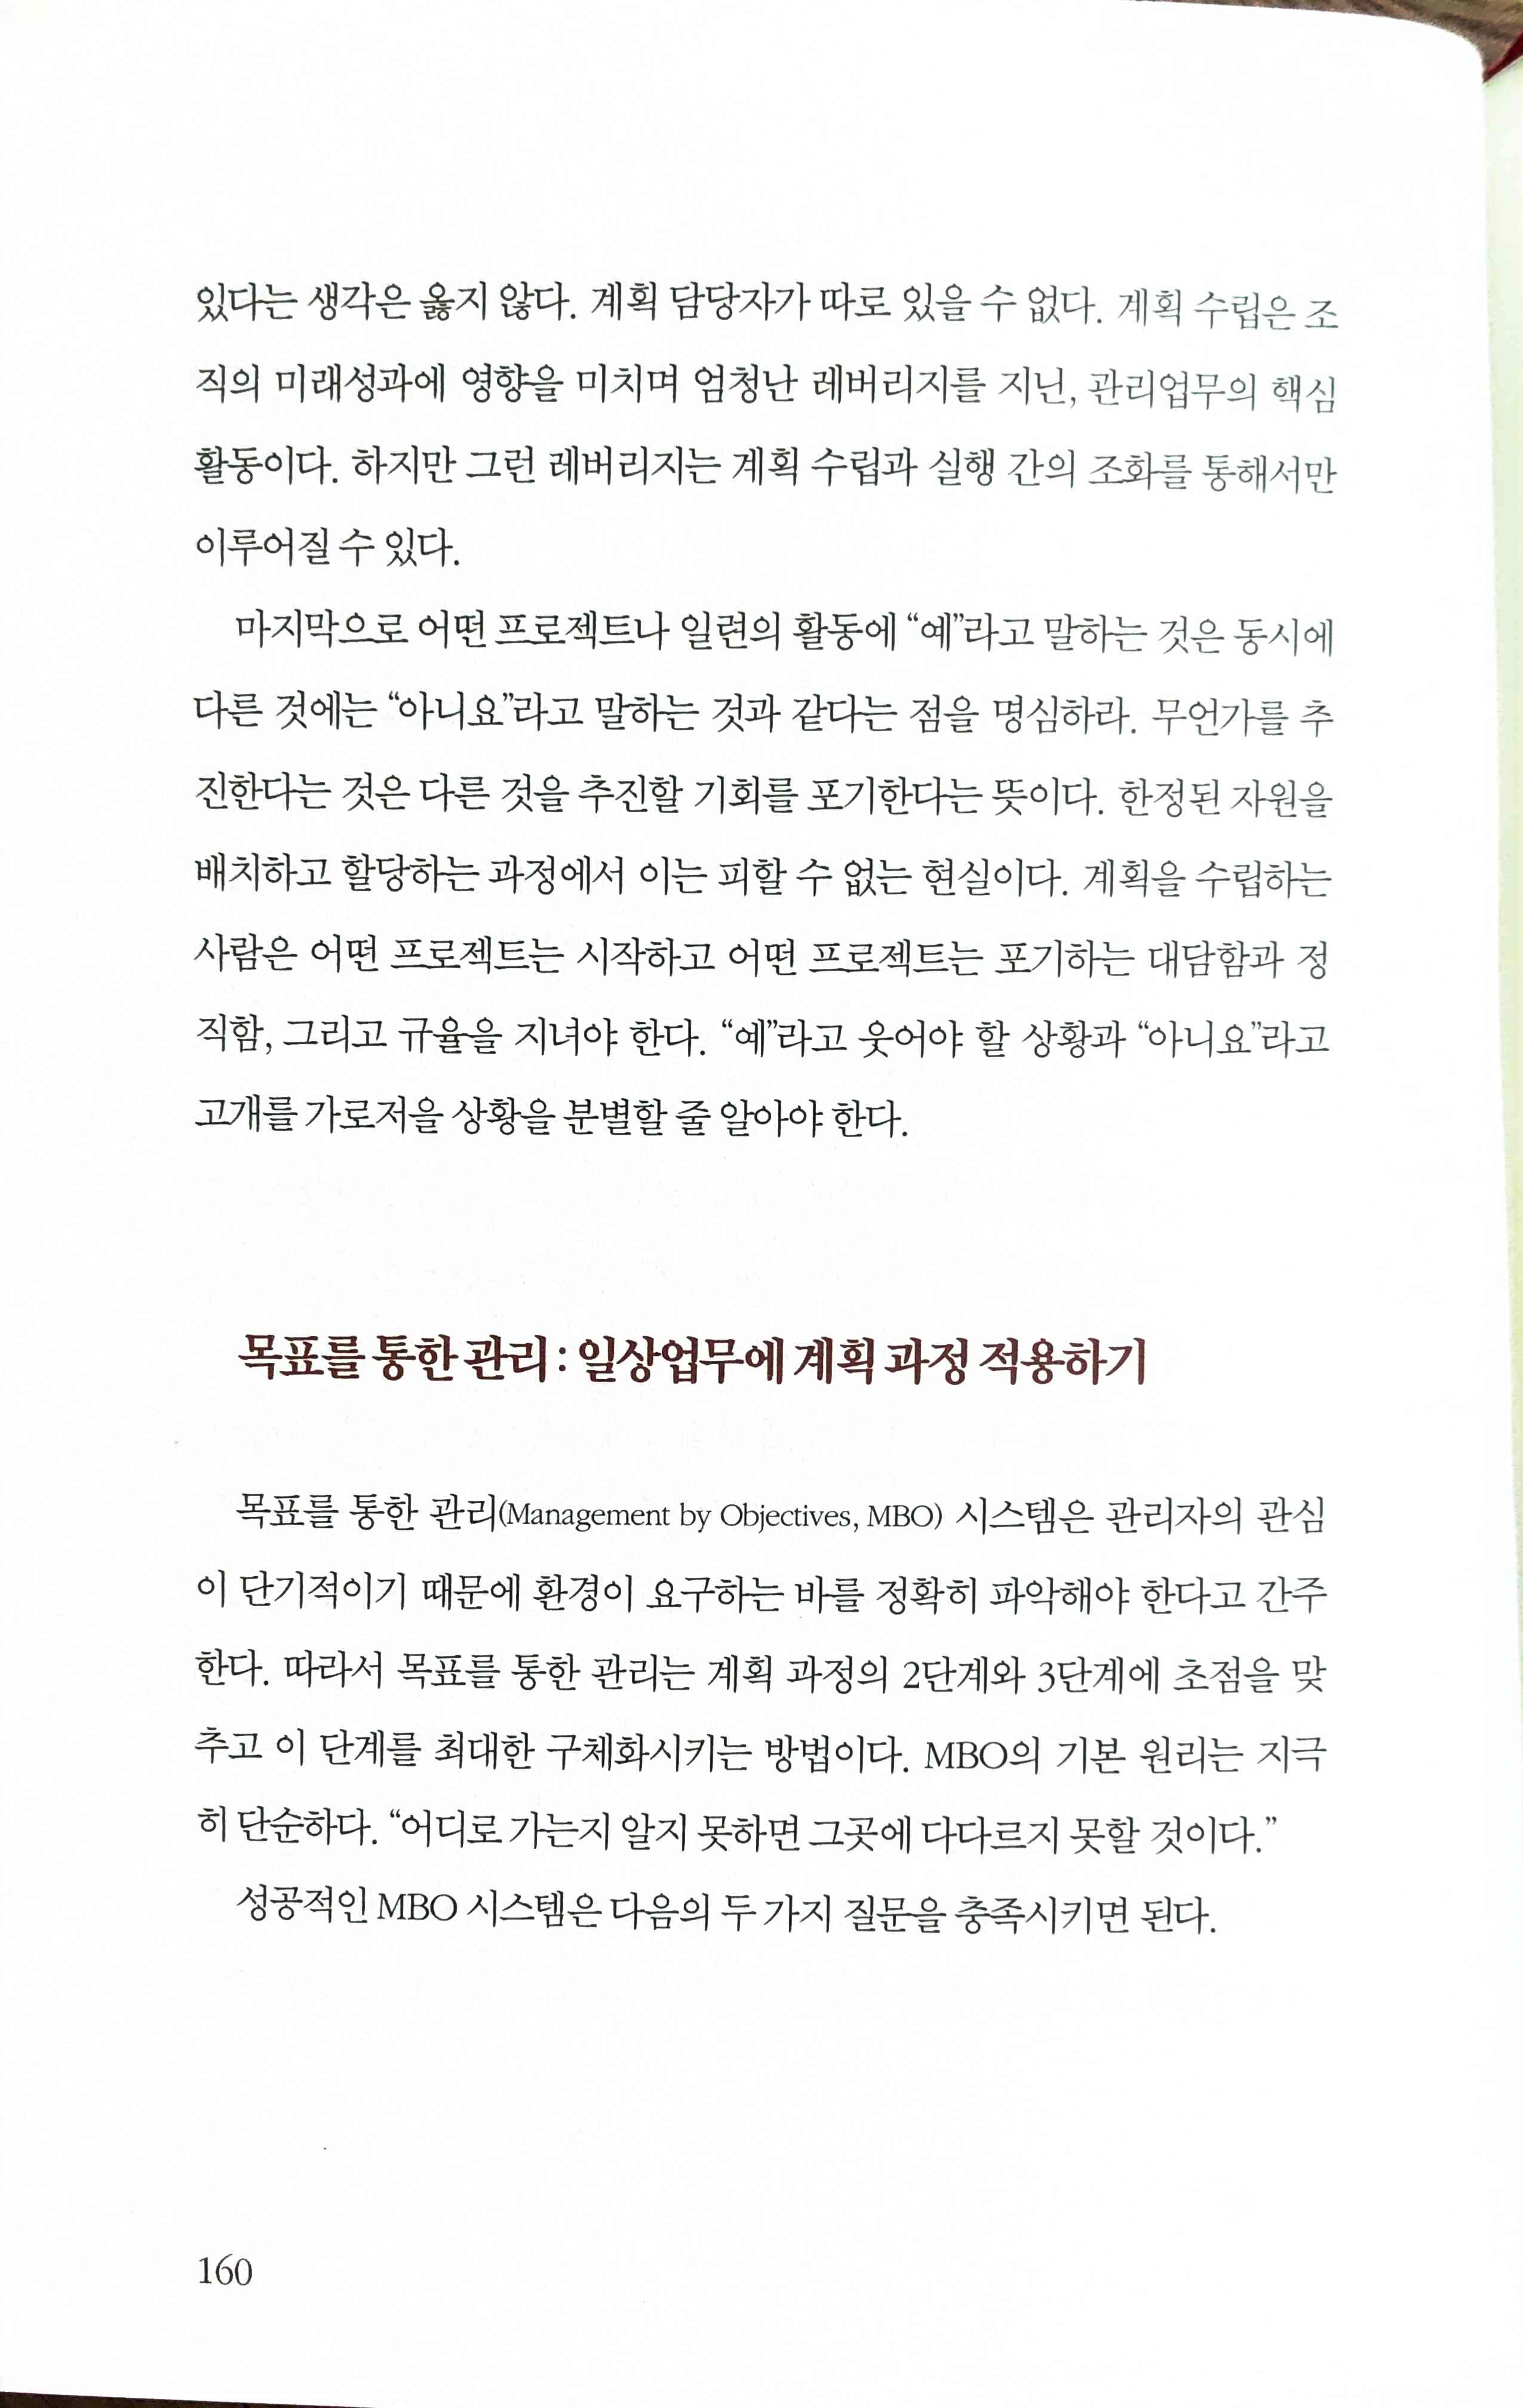 있다는 생각은 옳지 않다. 계획 담당자가 따로 있을 수 없다. 계획 수립은 조
직의 미래성과에 영향을 미치며 엄청난 레버리지를 지닌, 관리업무의 핵심
활동이다. 하지만 그런 레버리지는 계획 수립과 실행 간의 조화를 통해서만
이루어질 수 있다.
마지막으로 어떤 프로젝트나 일련의 활동에 “예”라고 말하는 것은 동시에
다른 것에는 “아니요”라고 말하는 것과 같다는 점을 명심하라. 무언가를 추
진한다는 것은 다른 것을 추진할 기회를 포기한다는 뜻이다. 한정된 자원을
배치하고 할당하는 과정에서 이는 피할 수 없는 현실이다. 계획을 수립하는
사람은 어떤 프로젝트는 시작하고 어떤 프로젝트는 포기하는 대담함과 정
직함, 그리고 규율을 지녀야 한다. “예”라고 웃어야 할 상황과 “아니요”라고
고개를 가로저을 상황을 분별할 줄 알아야 한다.
목표를 통한 관리 : 일상업무에 계획 과정 적용하기
목표를 통한 관리(Management by Objectives, MBO) 시스템은 관리자의 관심
이 단기적이기 때문에 환경이 요구하는 바를 정확히 파악해야 한다고 간주
한다. 따라서 목표를 통한 관리는 계획 과정의 2단계와 3단계에 초점을 맞
추고 이 단계를 최대한 구체화시키는 방법이다. MBO의 기본 원리는 지극
히 단순하다. “어디로 가는지 알지 못하면 그곳에 다다르지 못할 것이다.”
성공적인 MBO 시스템은 다음의 두 가지 질문을 충족시키면 된다.
160